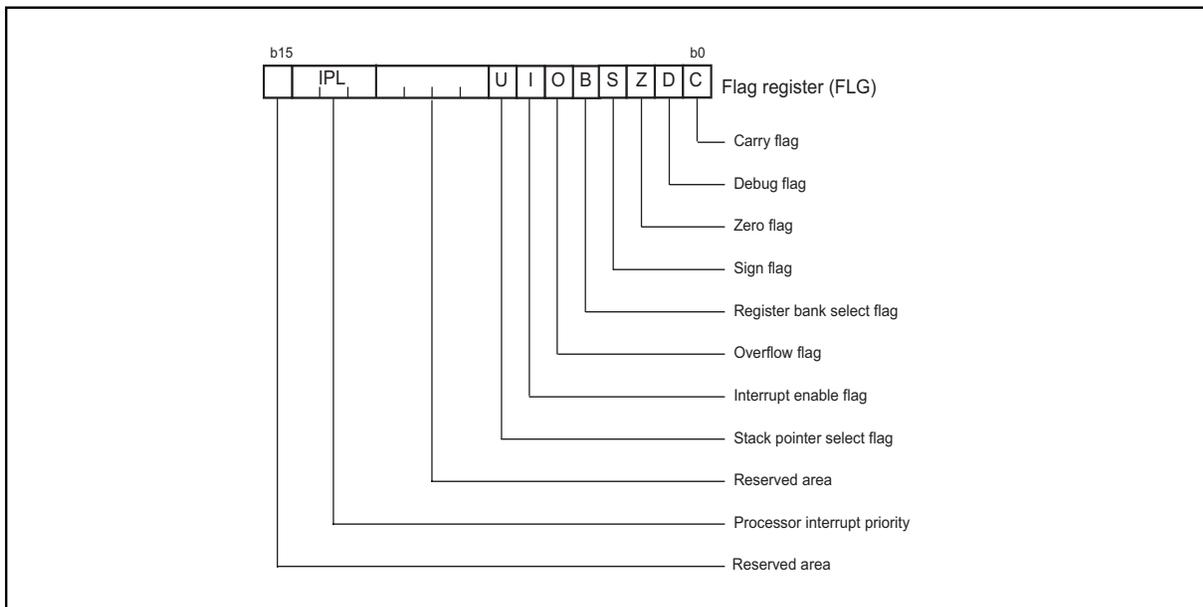 b15 b0
IPL U I O B S Z D C Flag register (FLG)
Carry flag
Debug flag
Zero flag
Sign flag
Register bank select flag
Overflow flag
Interrupt enable flag
Stack pointer select flag
Reserved area
Processor interrupt priority
Reserved area